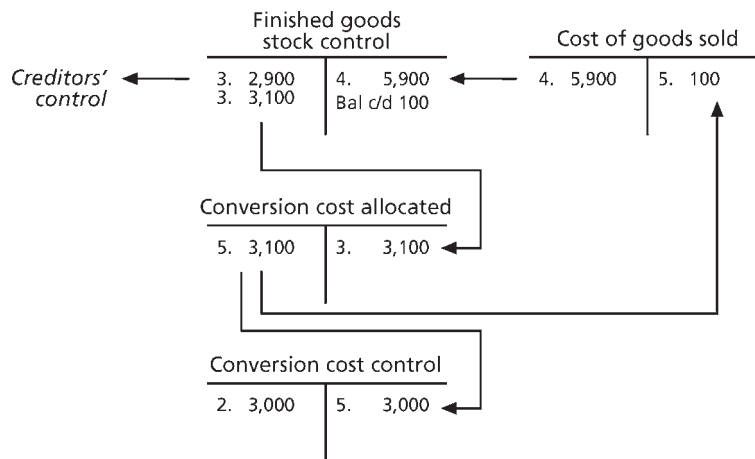 Finished goods
stock control
Cost of goods sold
Creditors'
control
3. 2,900
4. 5,900
3. 3,100
Bal c/d 100
4. 5,900
5. 100
Conversion cost allocated
5. 3,100
3. 3,100
Conversion cost control
2. 3,000
5. 3,000